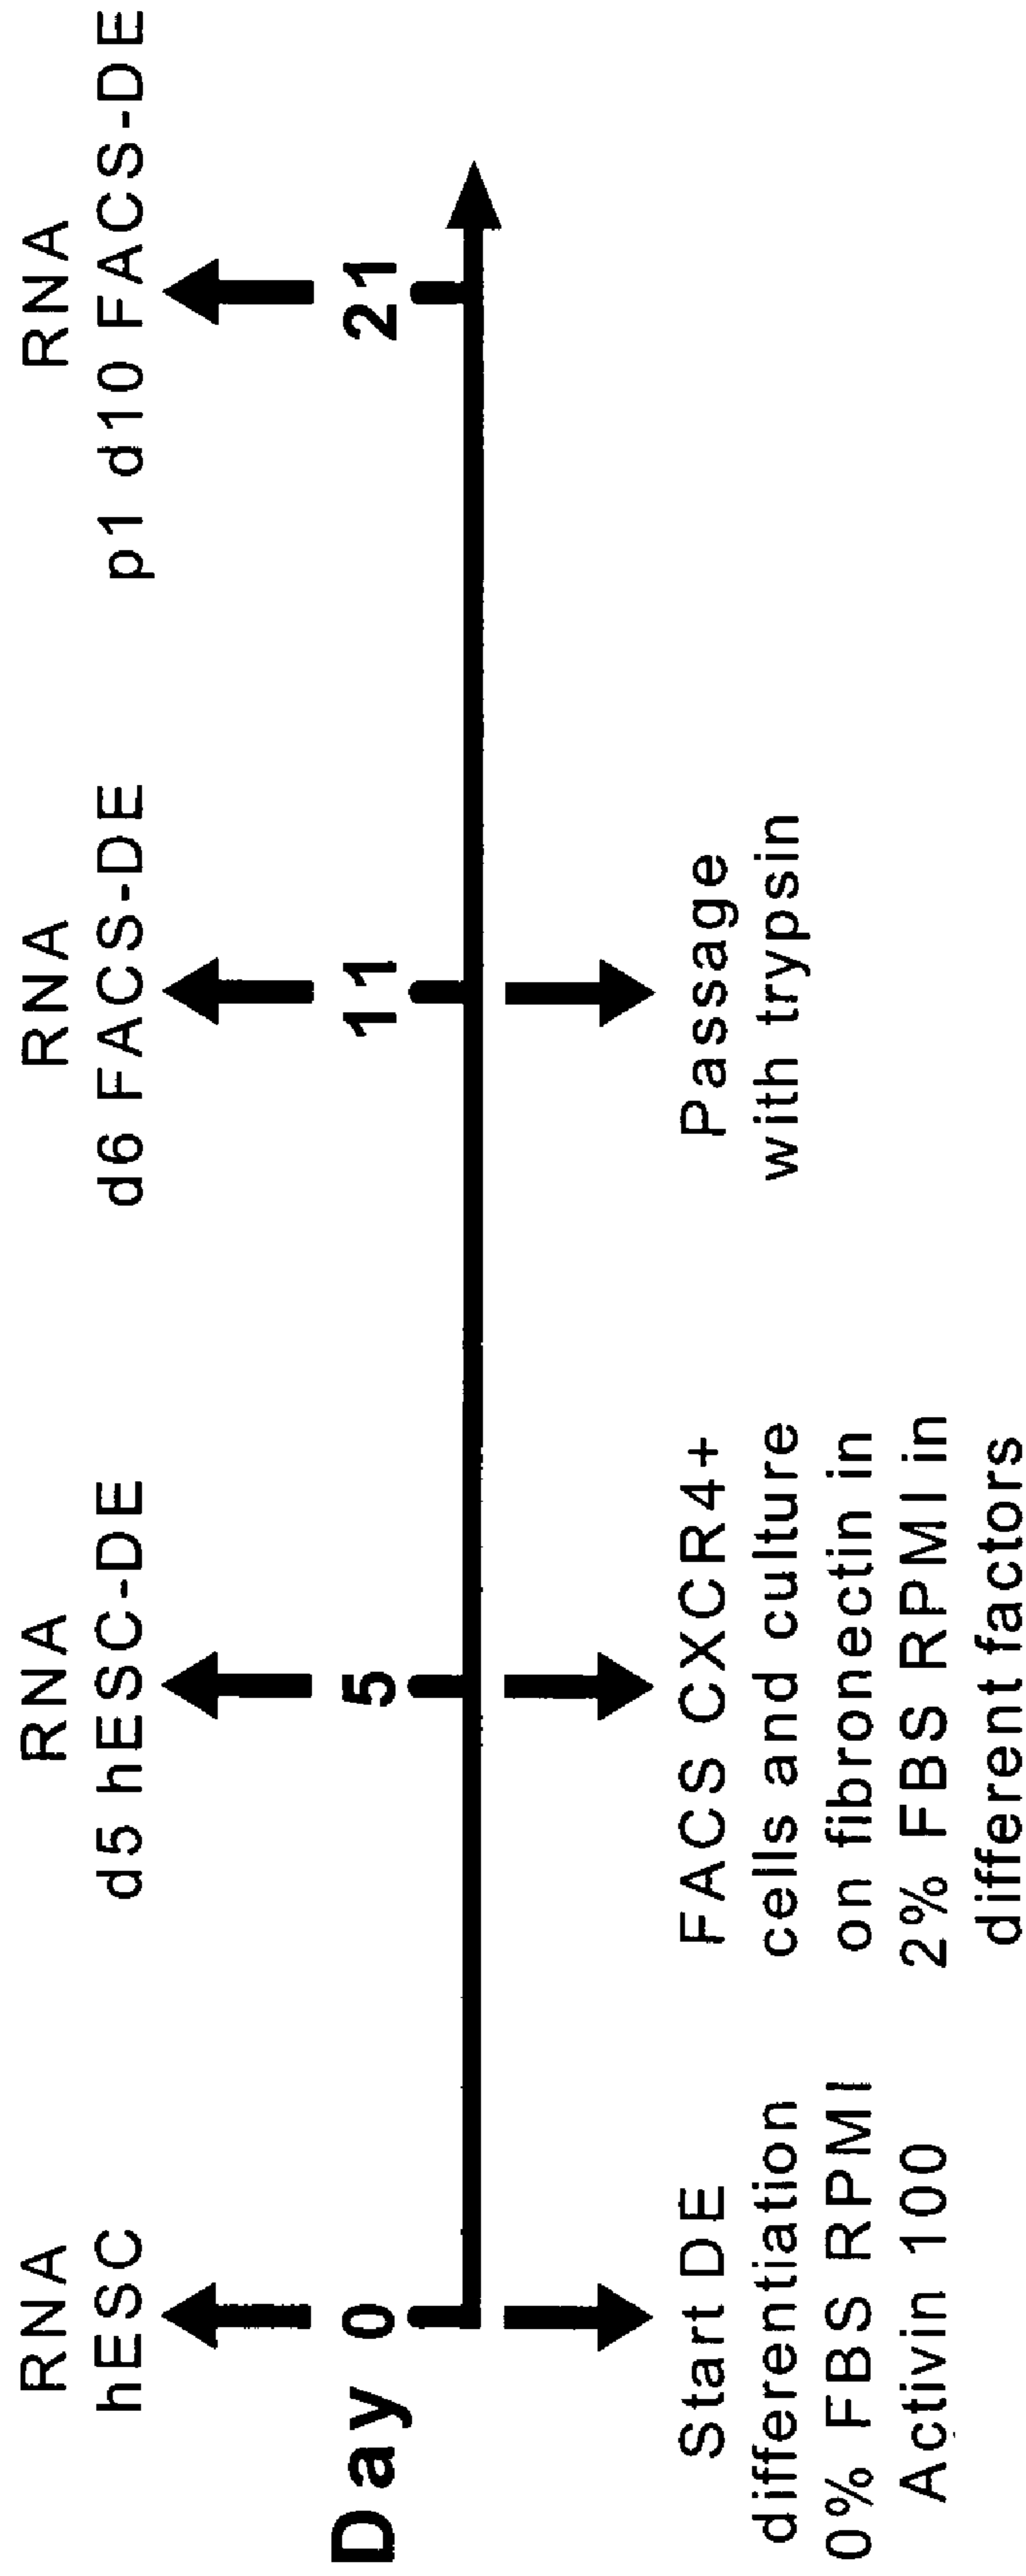 RNA
hESC
RNA
d5 hESC-DE
RNA
d6 FACS-DE
RNA
p1 d10 FACS-DE
Day 0 5 11 21
Start DE
differentiation
0% FBS RPMI
Activin 100
FACS CXCR4+
cells and culture
on fibronectin in
2% FBS RPMI in
different factors
Passage
with trypsin